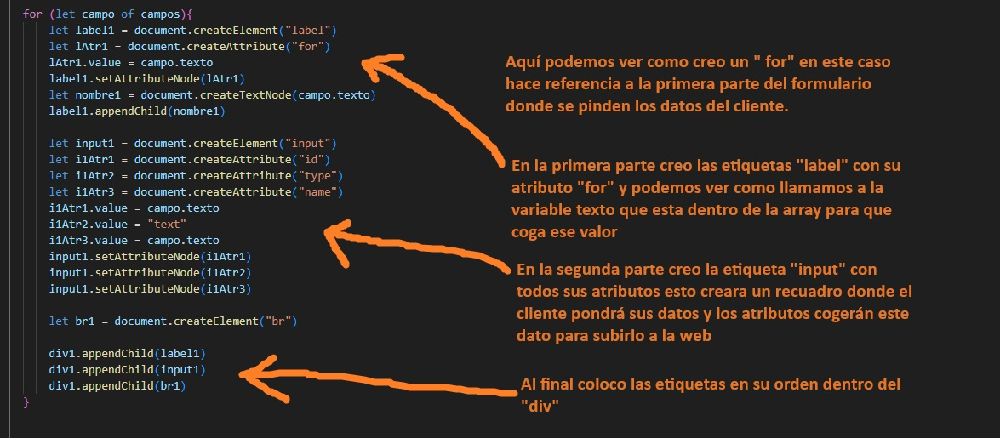 for (let campo of campos){
let label1 = document.createElement("label")
let lAtr1 = document.createAttribute("for")
lAtr1.value = campo.texto
label1.setAttributeNode(lAtr1)
let nombre1 = document.createTextNode(campo.texto)
label1.appendChild(nombre1)
let input1 = document.createElement("input")
let i1Atr1 = document.createAttribute("id")
let i1Atr2 = document.createAttribute("type")
let i1Atr3 = document.createAttribute("name")
i1Atr1.value = campo.texto
i1Atr2.value = "text"
i1Atr3.value = campo.texto
input1.setAttributeNode(i1Atr1)
input1.setAttributeNode(i1Atr2)
input1.setAttributeNode(i1Atr3)
let br1 = document.createElement("br")
div1.appendChild(label1)
div1.appendChild(input1)
div1.appendChild(br1)
}
Aquí podemos ver como creo un " for" en este caso
hace referencia a la primera parte del formulario
donde se pinden los datos del cliente.
En la primera parte creo las etiquetas "label" con su
atributo "for" y podemos ver como llamamos a la
variable texto que esta dentro de la array para que
coga ese valor
En la segunda parte creo la etiqueta "input" con
todos sus atributos esto creara un recuadro donde el
cliente pondrá sus datos y los atributos cogerán este
dato para subirlo a la web
Al final coloco las etiquetas en su orden dentro del
"div"